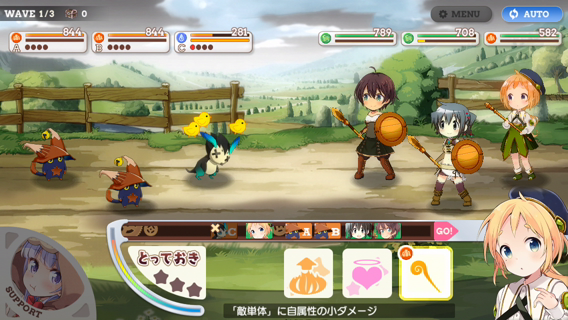 WAVE 1/3 0
MENU
AUTO
844
A
844
B
281
C
789
708
582
C
A
B
GO!
とっておき
SUPPORT
「敵単体」に自属性の小ダメージ